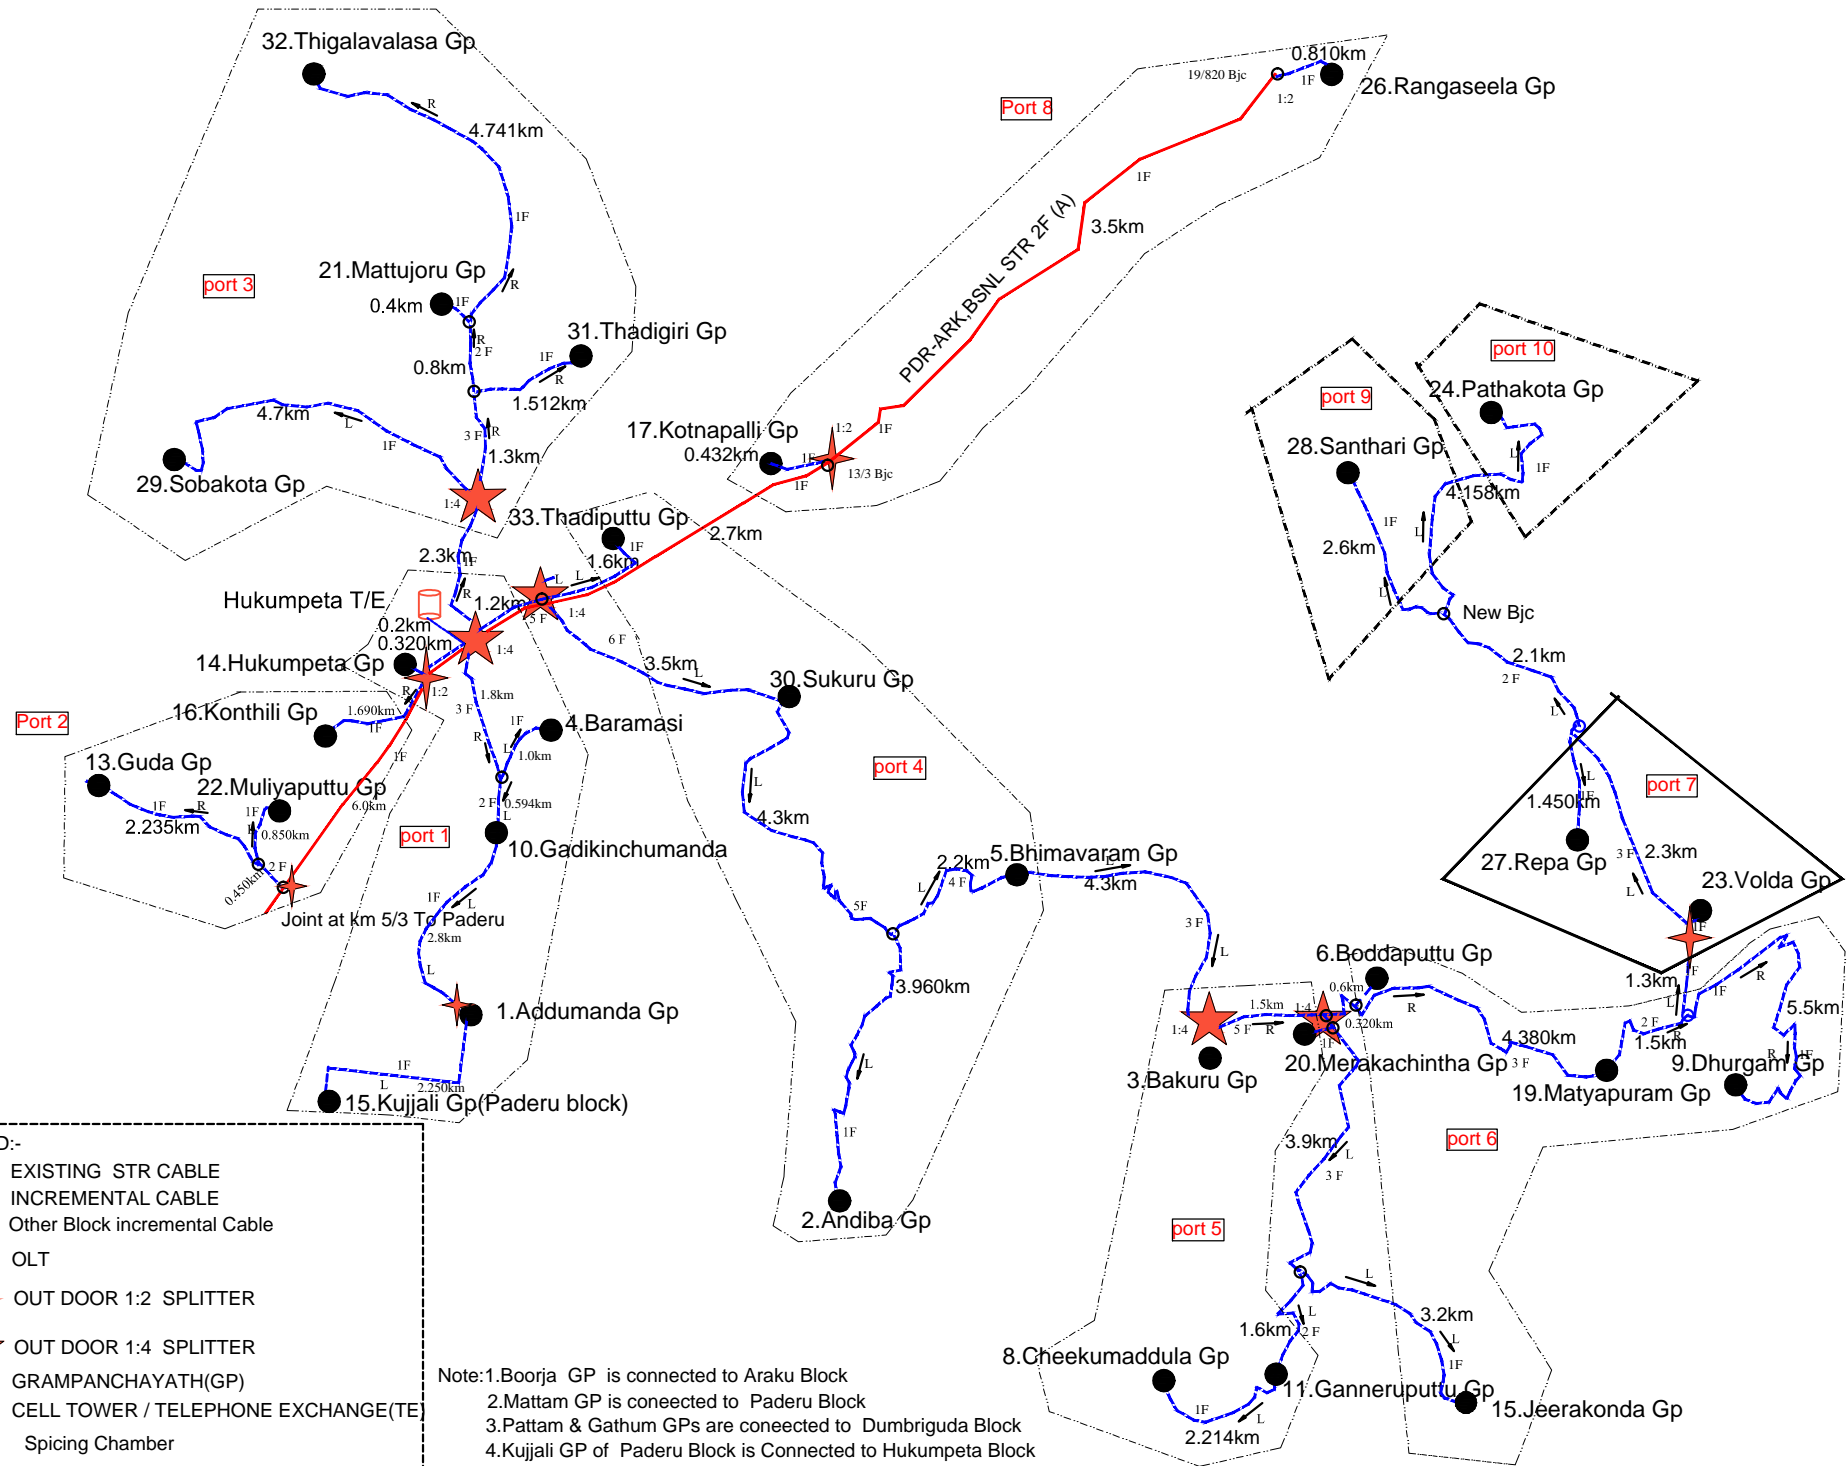 32.Thigalavalasa Gp
R
4.741km
1F
21.Mattujoru Gp
port 3
0.4km
1F
R
R
2 F
0.8km
31.Thadigiri Gp
1F
R
1.512km
4.7km
L
1F
3 F
R
1.3km
29.Sobakota Gp
1:4
2.3km
1F
R
Port 8
19/820 Bjc
0.810km
1F
1:2
26.Rangaseela Gp
1F
3.5km
PDR-ARK,BSNL STR 2F (A)
1F
17.Kotnapalli Gp
1:2
0.432km
1F
13/3 Bjc
1F
2.7km
33.Thadiputtu Gp
1F
1.6km
L
L
1:4
5 F
1.2km
Hukumpeta T/E
0.2km
0.320km
14.Hukumpeta Gp
1:4
1:2
R
Port 2
16.Konthili Gp
1.690km
1F
1F
13.Guda Gp
22.Muliyaputtu Gp
1F
R
2.235km
1F
R
0.850km
2 F
0.450km
6.0km
Joint at km 5/3 To Paderu
1.8km
3 F
R
1F
4.Baramasi
L
1.0km
2F
0.594km
L
port 1
10.Gadikinchumanda
1F
L
2.8km
L
1.Addumanda Gp
1F
L
2.250km
15.Kujjali Gp(Paderu block)
6 F
3.5km
L
30.Sukuru Gp
port 4
L
4.3km
5F
2.2km
L
4 F
5.Bhimavaram Gp
L
4.3km
3 F
L
3.960km
L
1F
2.Andiba Gp
port 9
port 10
24.Pathakota Gp
28.Santhari Gp
L
1F
4.158km
1F
L
2.6km
L
New Bjc
2.1km
2 F
L
port 7
L
1F
1.450km
27.Repa Gp
3 F
2.3km
L
23.Volda Gp
1F
6.Boddaputtu Gp
0.6km
1.5km
1:4
1:4
5 F
R
0.320km
R
1F
1.3km
L
F
1F
R
5.5km
2 F
R
1.5km
4.380km
3 F
R
1F
3.Bakuru Gp
20.Merakachintha Gp
19.Matyapuram Gp
9.Dhurgam Gp
port 6
3.9km
L
3 F
port 5
L
3.2km
L
1F
L
1.6km
2 F
8.Cheekumaddula Gp
11.Ganneruputtu Gp
15.Jeerakonda Gp
1F
L
2.214km
D:-
EXISTING STR CABLE
INCREMENTAL CABLE
Other Block incremental Cable
OLT
OUT DOOR 1:2 SPLITTER
OUT DOOR 1:4 SPLITTER
GRAMPANCHAYATH(GP)
CELL TOWER / TELEPHONE EXCHANGE(TE)
Spicing Chamber
Note:1.Boorja GP is connected to Araku Block
2.Mattam GP is coneected to Paderu Block
3.Pattam & Gathum GPs are coneected to Dumbriguda Block
4.Kujjali GP of Paderu Block is Connected to Hukumpeta Block